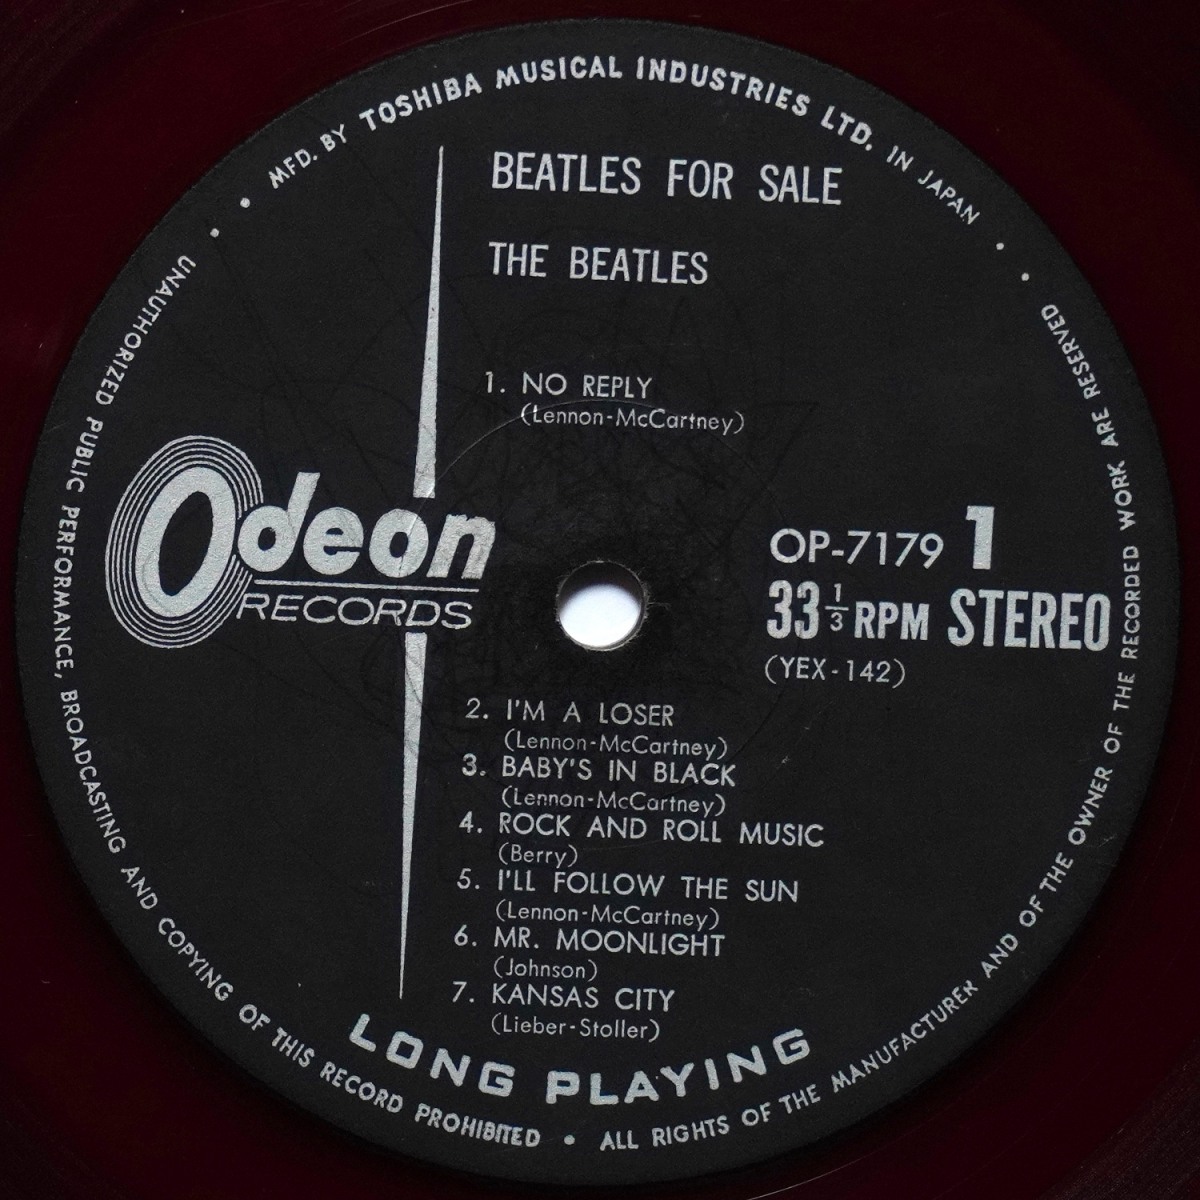 MFD. BY TOSHIBA MUSICAL INDUSTRIES LTD. IN JAPAN
BEATLES FOR SALE
THE BEATLES
1. NO REPLY
(Lennon-McCartney)
Odeon
RECORDS
OP-7179 1
33 1/3 RPM STEREO
(YEX-142)
2. I'M A LOSER
(Lennon-McCartney)
3. BABY'S IN BLACK
(Lennon-McCartney)
4. ROCK AND ROLL MUSIC
(Berry)
5. I'LL FOLLOW THE SUN
(Lennon-McCartney)
6. MR. MOONLIGHT
(Johnson)
7. KANSAS CITY
(Lieber-Stoller)
LONG PLAYING
UNAUTHORIZED PUBLIC PERFORMANCE, BROADCASTING AND COPYING OF THIS RECORD PROHIBITED • ALL RIGHTS OF THE MANUFACTURER AND OF THE OWNER OF THE RECORDED WORK ARE RESERVED